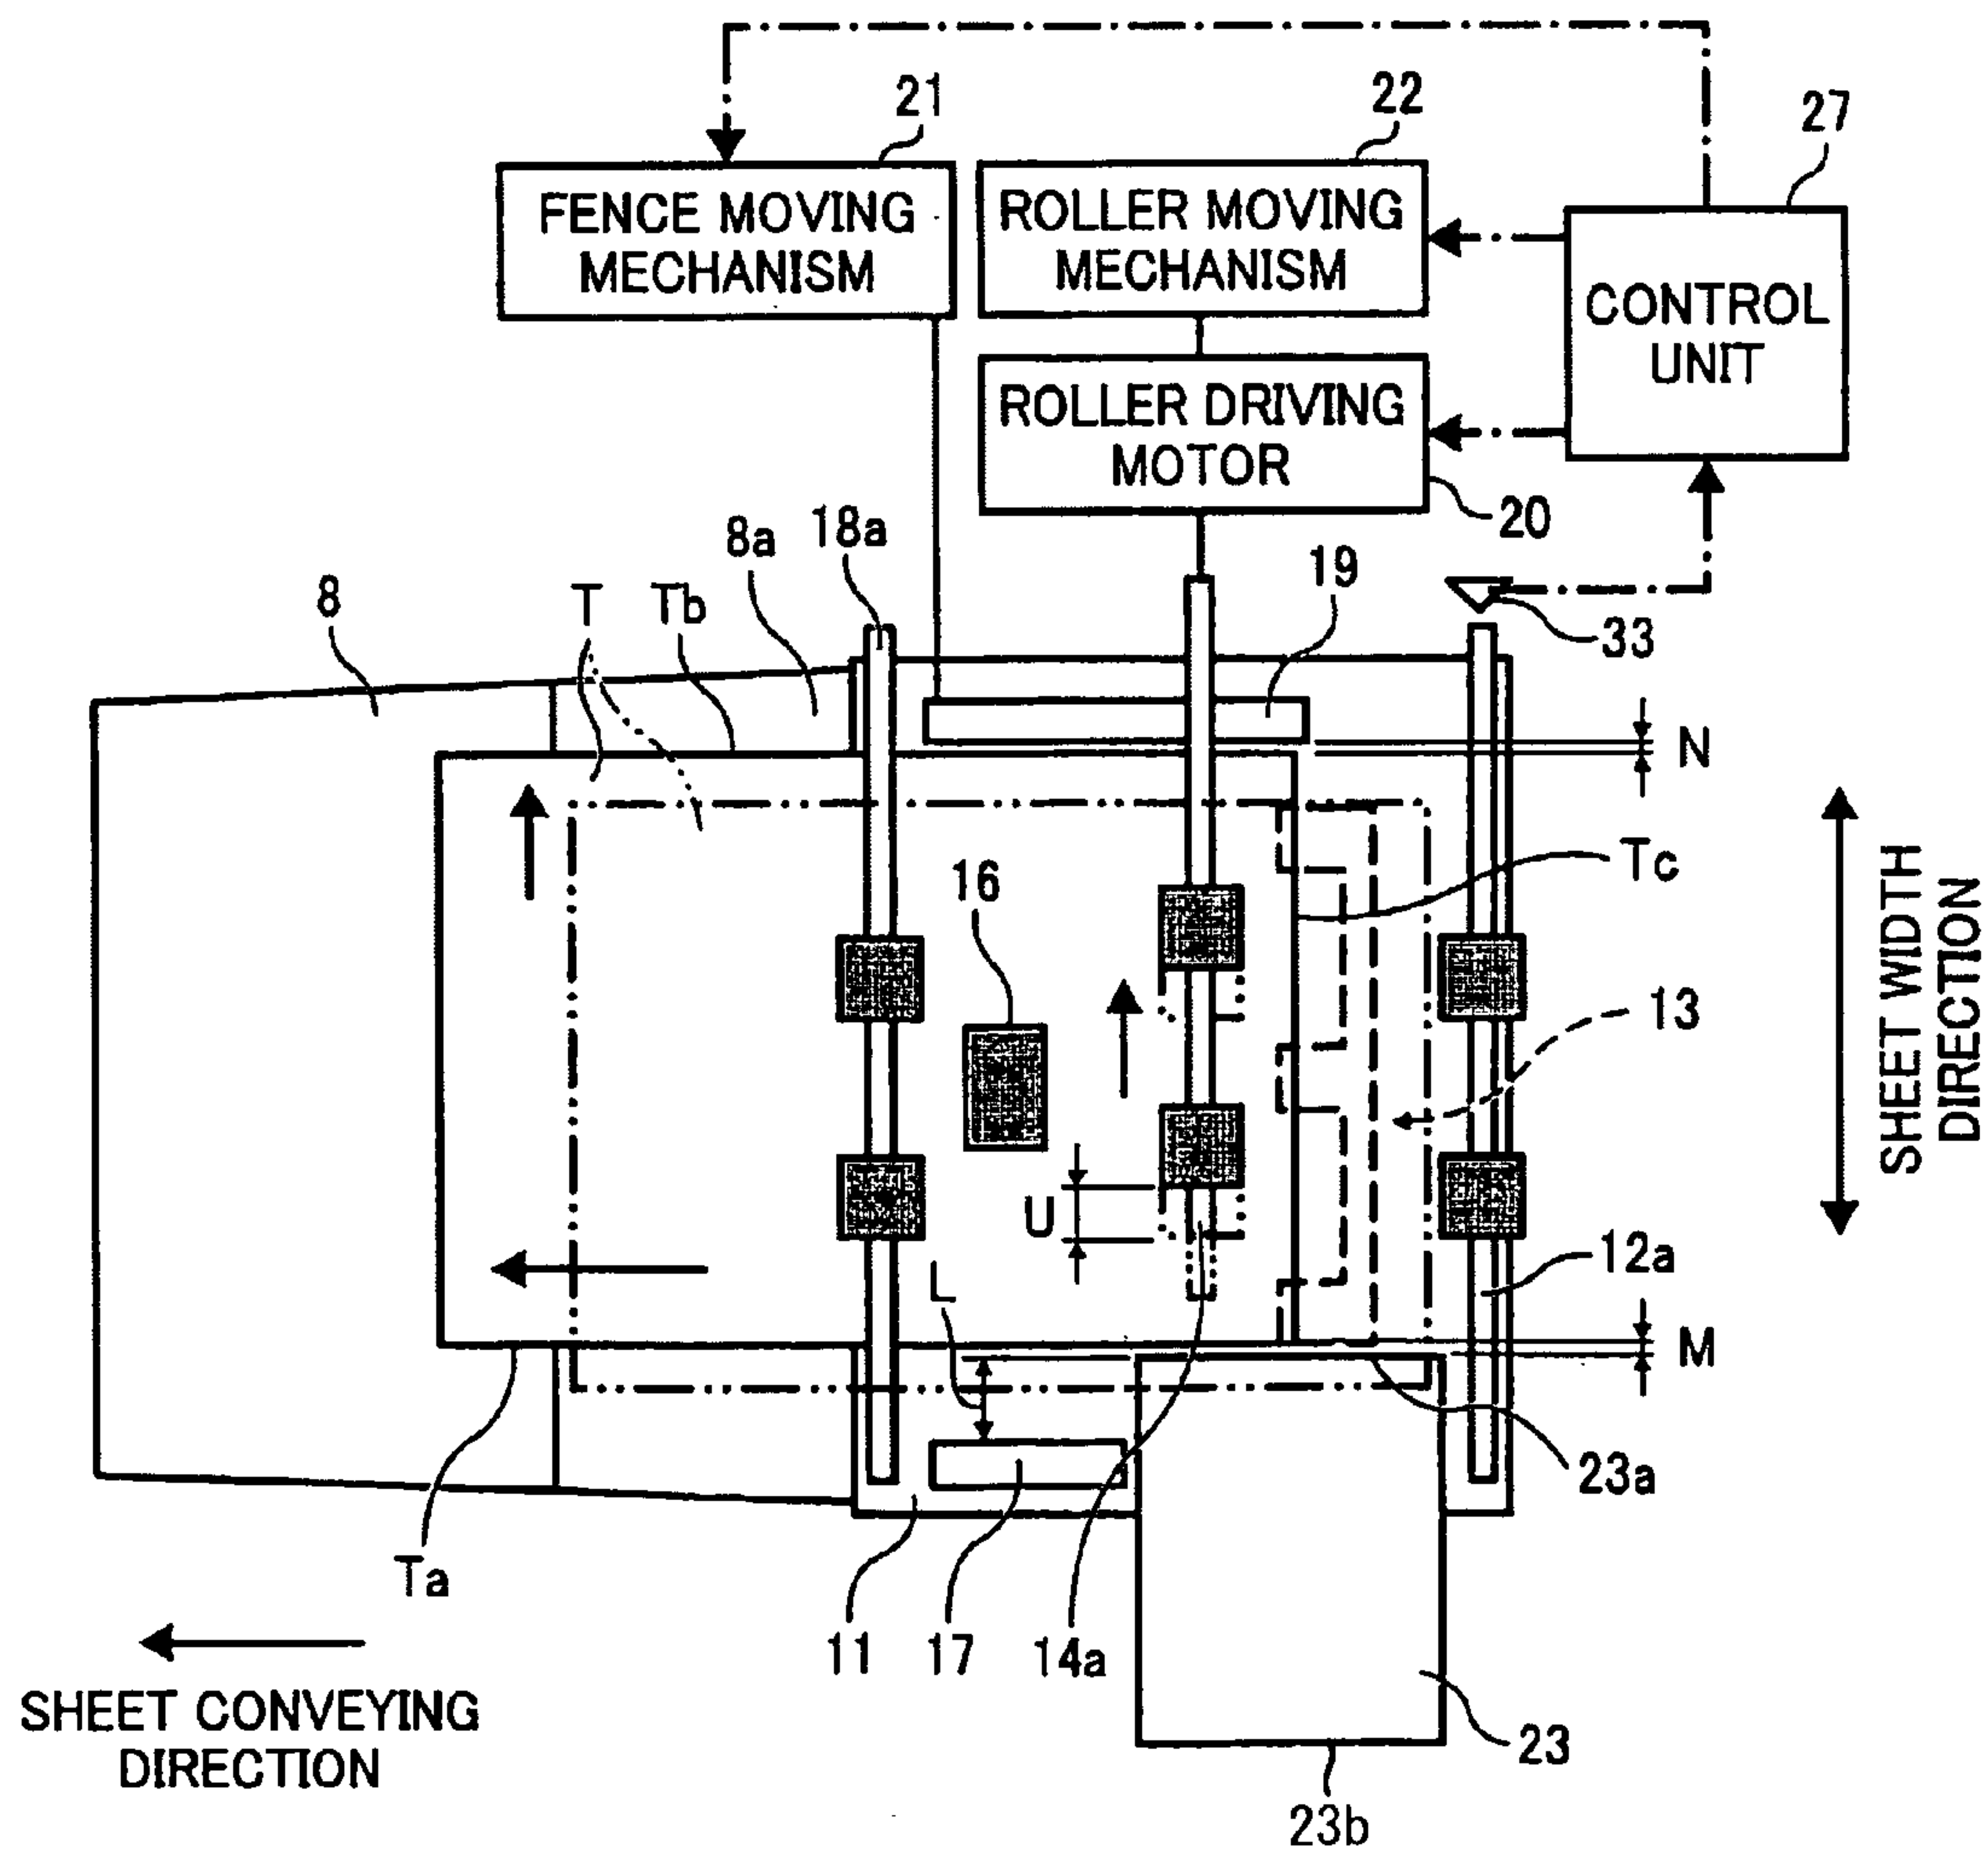 21
22
27
FENCE MOVING
MECHANISM
ROLLER MOVING
MECHANISM
CONTROL
UNIT
ROLLER DRIVING
MOTOR
20
18a
8a
19
8
T
Tb
33
N
Tc
16
13
SHEET WIDTH
DIRECTION
U
L
12a
M
23a
Ta
11
17
14a
23
SHEET CONVEYING
DIRECTION
23b